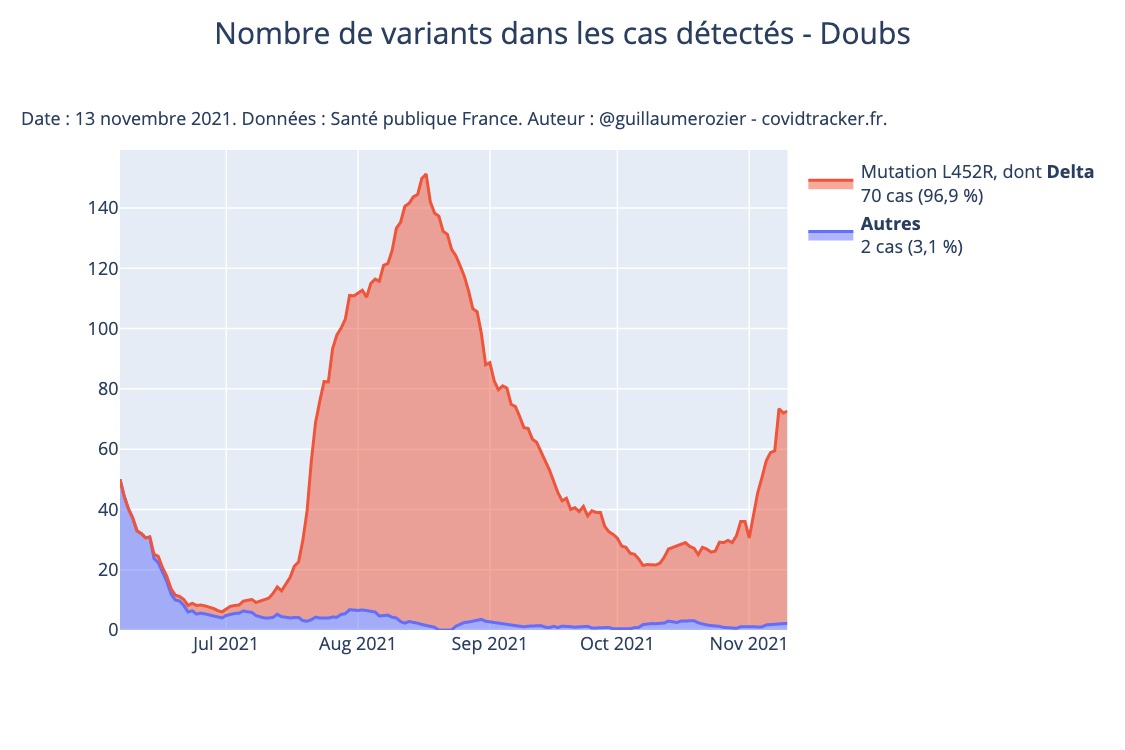 Nombre de variants dans les cas détectés - Doubs
Date : 13 novembre 2021. Données : Santé publique France. Auteur : @guillaumerozier - covidtracker.fr.
Mutation L452R, dont Delta
70 cas (96,9 %)
Autres
2 cas (3,1 %)
140
120
100
80
60
40
20
0
Jul 2021 Aug 2021 Sep 2021 Oct 2021 Nov 2021